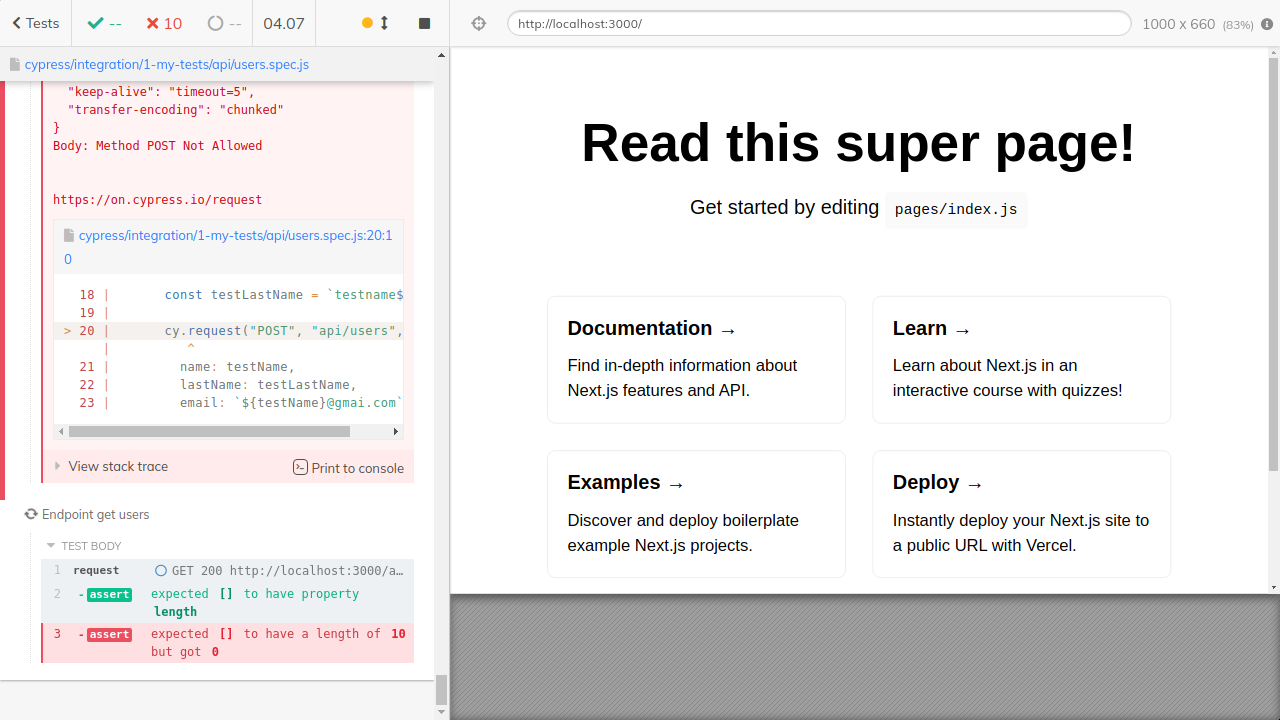 Tests
--
10
--
04.07
http://localhost:3000/
1000 x 660 (83%)
cypress/integration/1-my-tests/api/users.spec.js
"keep-alive": "timeout=5",
"transfer-encoding": "chunked"
}
Body: Method POST Not Allowed
https://on.cypress.io/request
cypress/integration/1-my-tests/api/users.spec.js:20:1
0
18 | const testLastName = `testname$
19 |
> 20 | cy.request("POST", "api/users",
| ^
21 | name: testName,
22 | lastName: testLastName,
23 | email: `${testName}@gmai.com`
View stack trace
Print to console
Endpoint get users
TEST BODY
1 request GET 200 http://localhost:3000/a…
2 -assert expected [] to have property
length
3 -assert expected [] to have a length of 10
but got 0
Read this super page!
Get started by editing pages/index.js
Documentation →
Find in-depth information about
Next.js features and API.
Learn →
Learn about Next.js in an
interactive course with quizzes!
Examples →
Discover and deploy boilerplate
example Next.js projects.
Deploy →
Instantly deploy your Next.js site to
a public URL with Vercel.